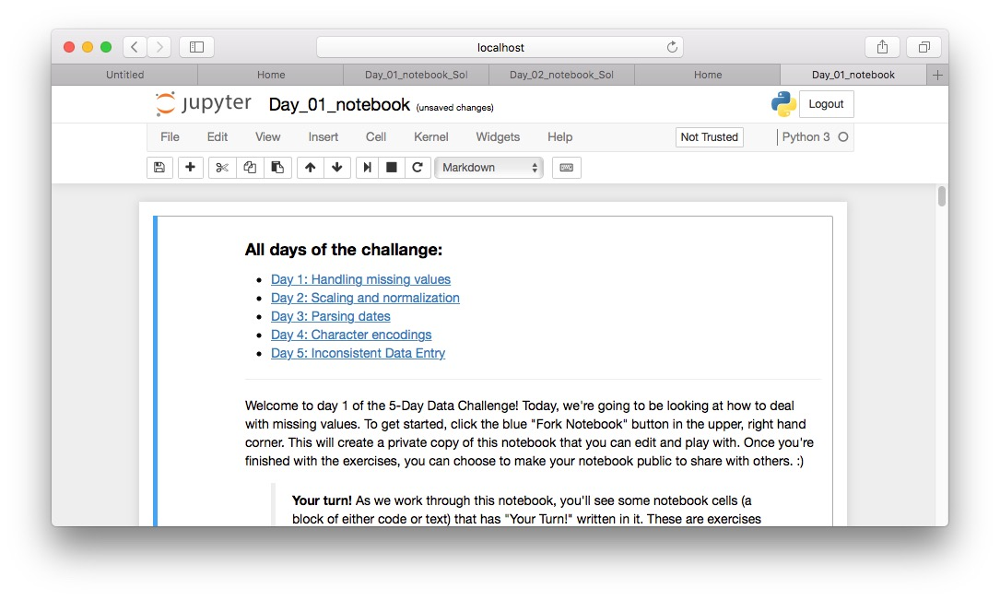 localhost
Untitled
Home
Day_01_notebook_Sol
Day_02_notebook_Sol
Home
Day_01_notebook
jupyter Day_01_notebook (unsaved changes)
Logout
File Edit View Insert Cell Kernel Widgets Help
Not Trusted
Python 3
Markdown
All days of the challange:
Day 1: Handling missing values
Day 2: Scaling and normalization
Day 3: Parsing dates
Day 4: Character encodings
Day 5: Inconsistent Data Entry
Welcome to day 1 of the 5-Day Data Challenge! Today, we're going to be looking at how to deal
with missing values. To get started, click the blue "Fork Notebook" button in the upper, right hand
corner. This will create a private copy of this notebook that you can edit and play with. Once you're
finished with the exercises, you can choose to make your notebook public to share with others. :)
Your turn! As we work through this notebook, you'll see some notebook cells (a
block of either code or text) that has "Your Turn!" written in it. These are exercises